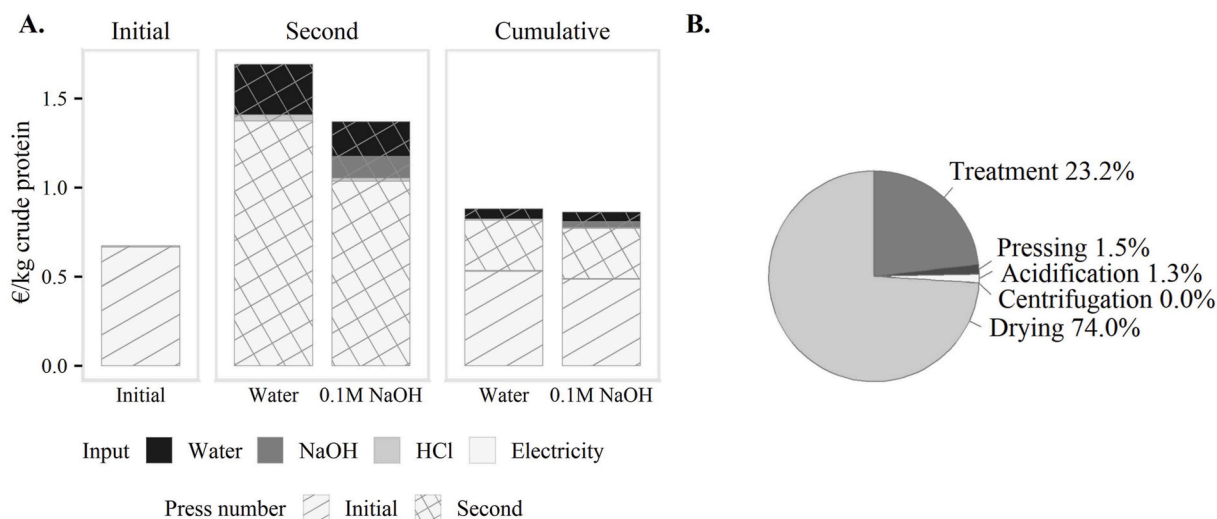 A.
Initial
Second
Cumulative
B.
€/kg crude protein
1.5
1.0
0.5
0.0
Initial
Water
0.1M NaOH
Water
0.1M NaOH
Input
Water
NaOH
HCl
Electricity
Press number
Initial
Second
Treatment 23.2%
Pressing 1.5%
Acidification 1.3%
Centrifugation 0.0%
Drying 74.0%